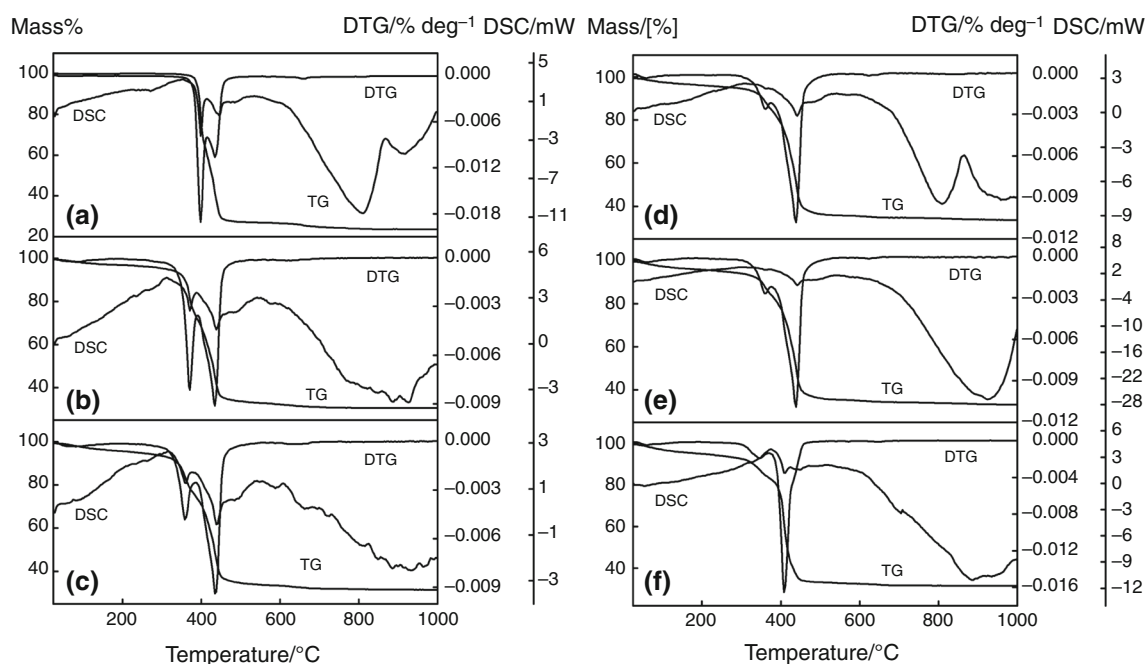 Mass% DTG/% deg⁻¹ DSC/mW Mass/[%] DTG/% deg⁻¹ DSC/mW
100 80 60 40 20
0.000 −0.006 −0.012 −0.018
5 1 −3 −7 −11
DSC DTG TG
(a)
100 80 60 40
0.000 −0.003 −0.006 −0.009
6 3 0 −3
DSC DTG TG
(b)
100 80 60 40
0.000 −0.003 −0.006 −0.009
3 1 −1 −3
DSC DTG TG
(c)
200 400 600 800 1000
Temperature/°C
100 80 60 40
0.000 −0.003 −0.006 −0.009 −0.012
3 0 −3 −6 −9
DSC DTG TG
(d)
100 80 60 40
0.000 −0.003 −0.006 −0.009 −0.012
8 2 −4 −10 −16 −22 −28
DSC DTG TG
(e)
100 80 60 40
0.000 −0.004 −0.008 −0.012 −0.016
6 3 0 −3 −6 −9 −12
DSC DTG TG
(f)
200 400 600 800 1000
Temperature/°C